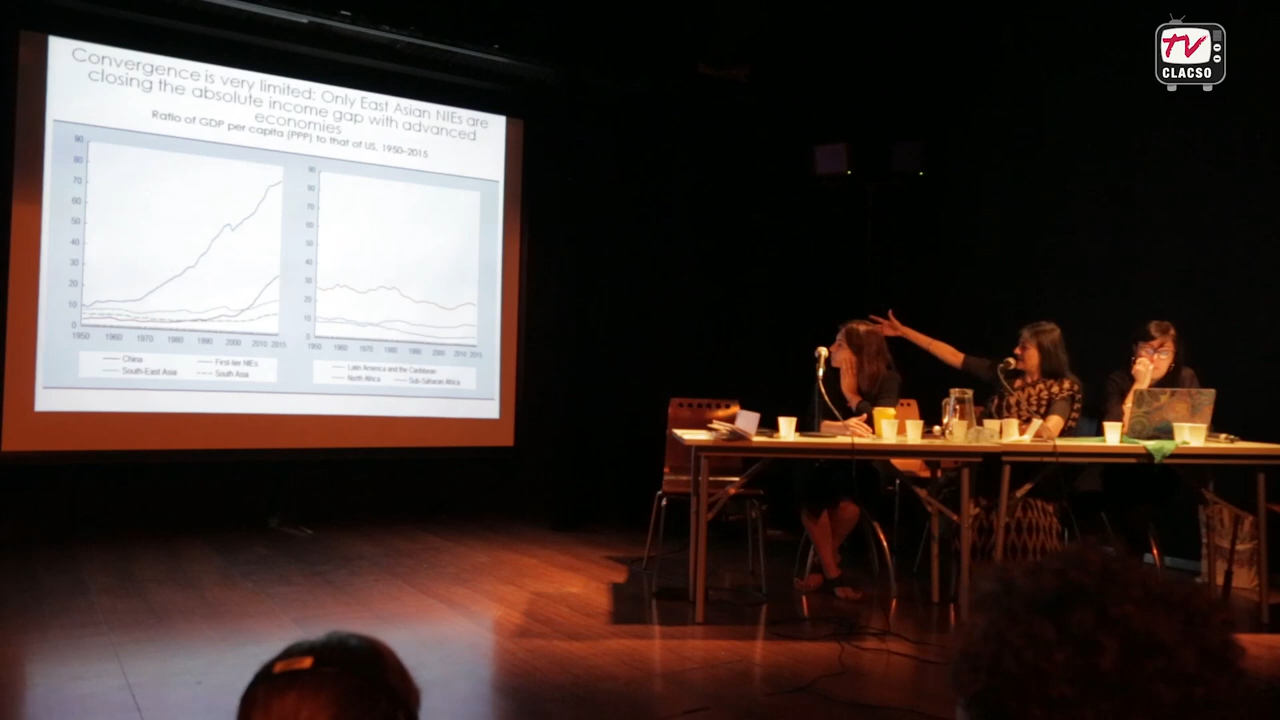 Convergence is very limited: Only East Asian NIEs are
closing the absolute income gap with advanced
economies
Ratio of GDP per capita (PPP) to that of US, 1950–2015
90
80
70
60
50
40
30
20
10
0
1950 1960 1970 1980 1990 2000 2010 2015
China First-tier NIEs
South-East Asia South Asia
90
80
70
60
50
40
30
20
10
0
1950 1960 1970 1980 1990 2000 2010 2015
Latin America and the Caribbean
North Africa Sub-Saharan Africa
TV
CLACSO